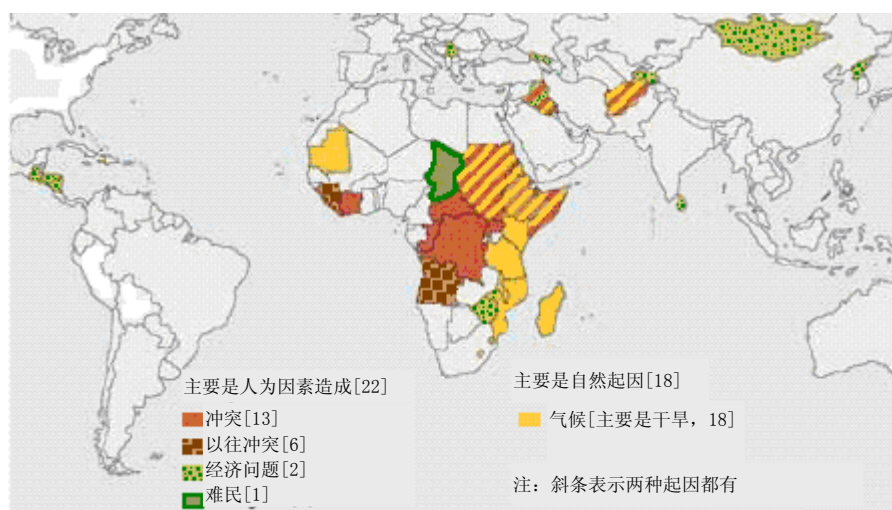 主要是人为因素造成[22]
冲突[13]
以往冲突[6]
经济问题[2]
难民[1]
主要是自然起因[18]
气候[主要是干旱，18]
注：斜条表示两种起因都有